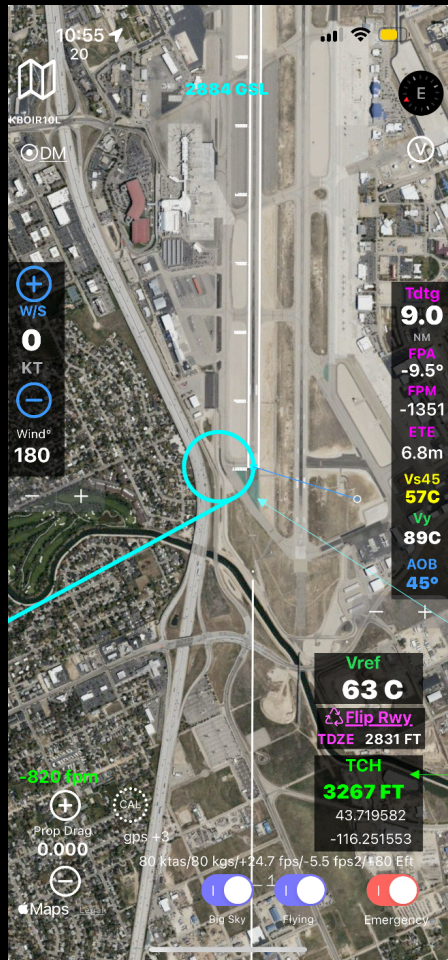 10:55
20
2884 GSL
E
KBOIR10L
DM
V
W/S
0
KT
Wind°
180
Tdtg
9.0
NM
FPA
-9.5°
FPM
-1351
ETE
6.8m
Vs45
57C
Vy
89C
AOB
45°
Vref
63 C
Flip Rwy
TDZE 2831 FT
TCH
3267 FT
43.719582
-116.251553
-820 fpm
CAL
Prop Drag
0.000
gps +3
80 ktas/80 kgs/+24.7 fps/-5.5 fps2/+80 Eft
1
Maps Legal
Big Sky
Flying
Emergency